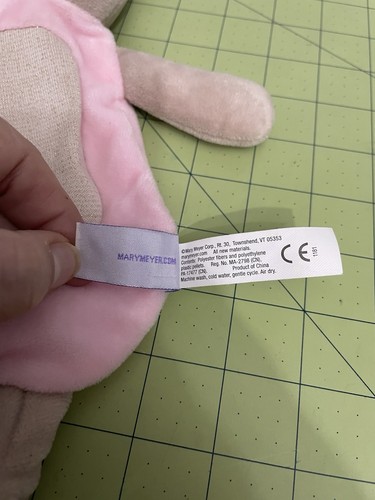 MARYMEYER.COM
©Mary Meyer Corp., Rt. 30, Townshend, VT 05353
marymeyer.com All new materials.
Contents: Polyester fibers and polyethylene
plastic pellets. Reg. No. MA-2798 (CN),
PA-17477 (CN). Product of China
Machine wash, cold water, gentle cycle. Air dry.
CE
1161